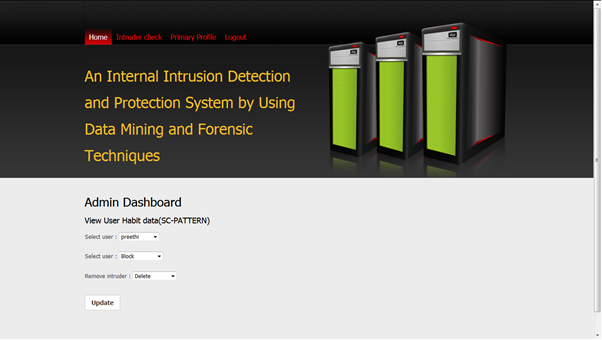 Home Intruder check Primary Profile Logout
An Internal Intrusion Detection
and Protection System by Using
Data Mining and Forensic
Techniques
Admin Dashboard
View User Habit data(SC-PATTERN)
Select user : preethi
Select user : Block
Remove intruder : Delete
Update